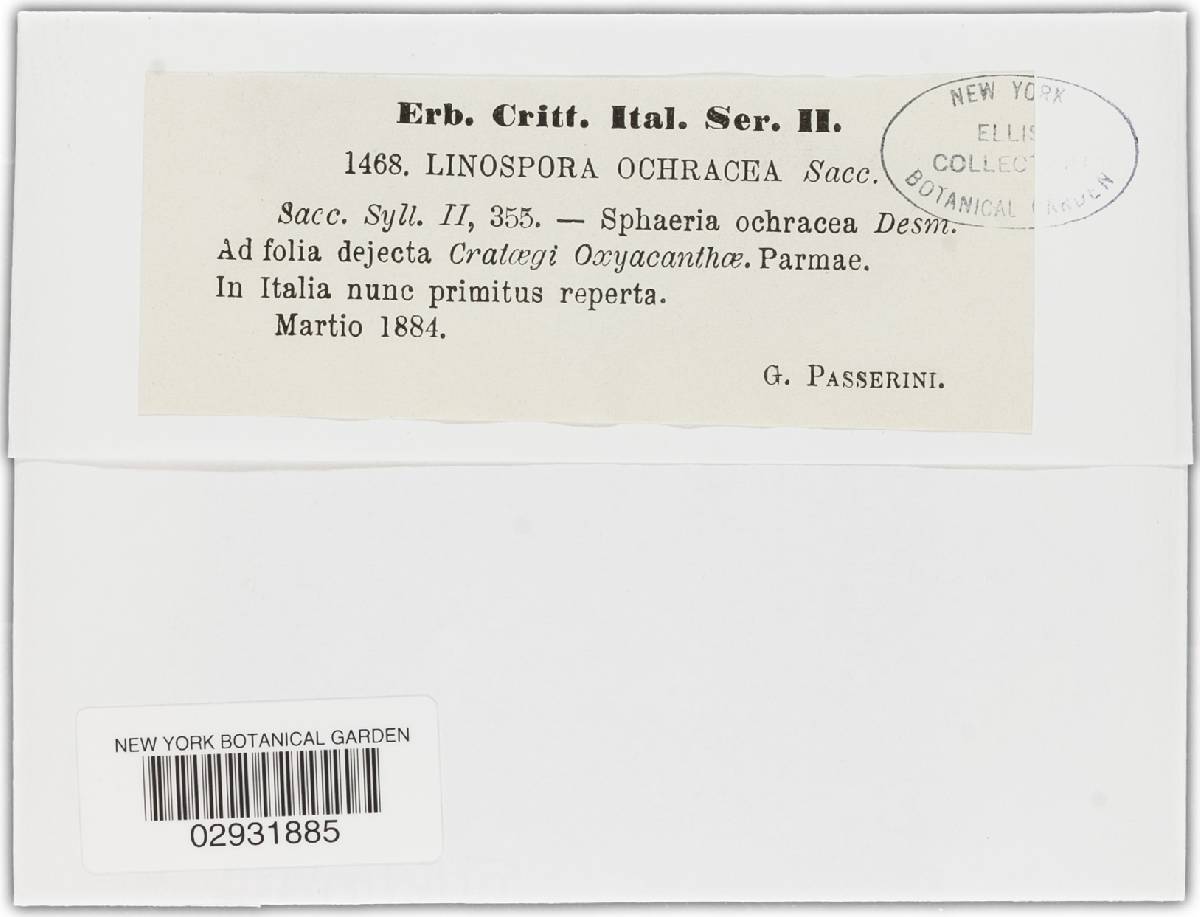 Erb. Critt. Ital. Ser. II.
1468. LINOSPORA OCHRACEA Sacc.
Sacc. Syll. II, 355. — Sphaeria ochracea Desm.
Ad folia dejecta Cratægi Oxyacanthæ. Parmae.
In Italia nunc primitus reperta.
Martio 1884.
G. PASSERINI.
NEW YORK
ELLIS
COLLECTION
BOTANICAL GARDEN
NEW YORK BOTANICAL GARDEN
02931885